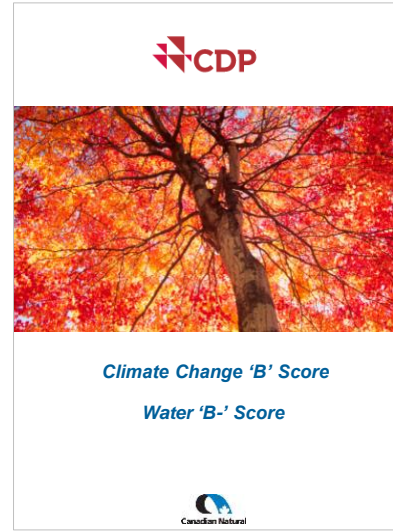 CDP
Climate Change ‘B’ Score
Water ‘B-’ Score
Canadian Natural